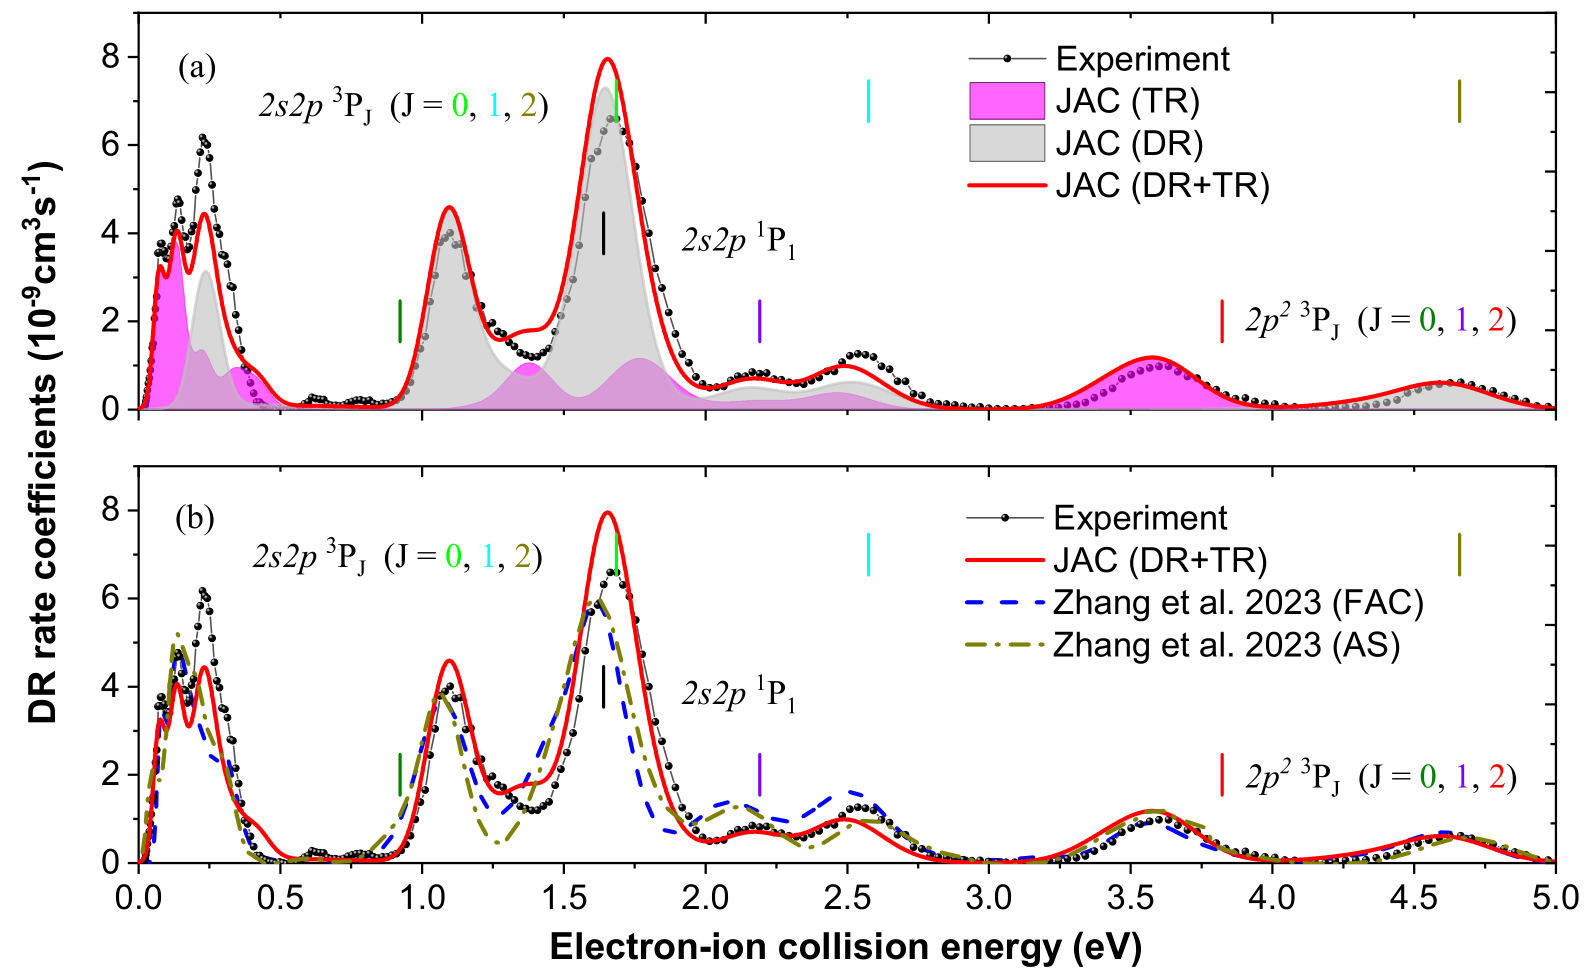 (a)
Experiment
JAC (TR)
JAC (DR)
JAC (DR+TR)
2s2p ³P_J (J = 0, 1, 2)
2s2p ¹P₁
2p² ³P_J (J = 0, 1, 2)
8
6
4
2
0
DR rate coefficients (10⁻⁹cm³s⁻¹)
(b)
Experiment
JAC (DR+TR)
Zhang et al. 2023 (FAC)
Zhang et al. 2023 (AS)
2s2p ³P_J (J = 0, 1, 2)
2s2p ¹P₁
2p² ³P_J (J = 0, 1, 2)
8
6
4
2
0
0.0 0.5 1.0 1.5 2.0 2.5 3.0 3.5 4.0 4.5 5.0
Electron-ion collision energy (eV)